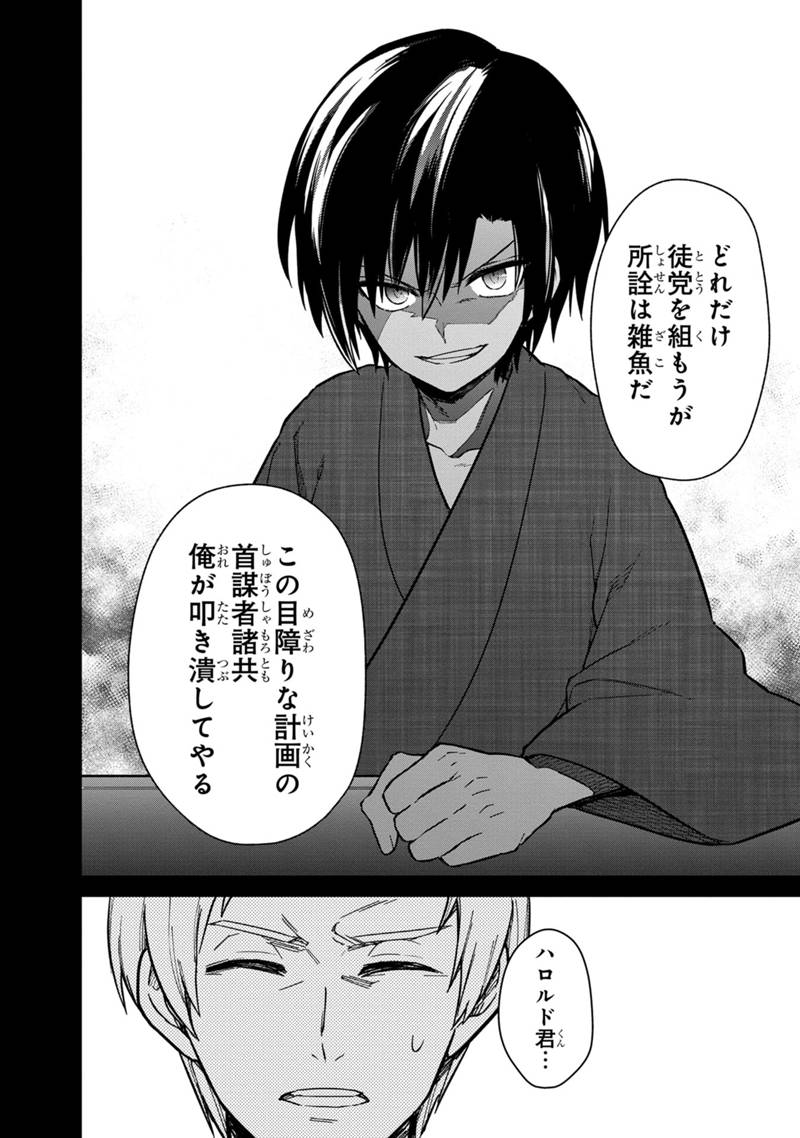 どれだけ
徒党を組もうが
所詮は雑魚だ
この目障りな計画の
首謀者諸共
俺が叩き潰してやる
ハロルド君…